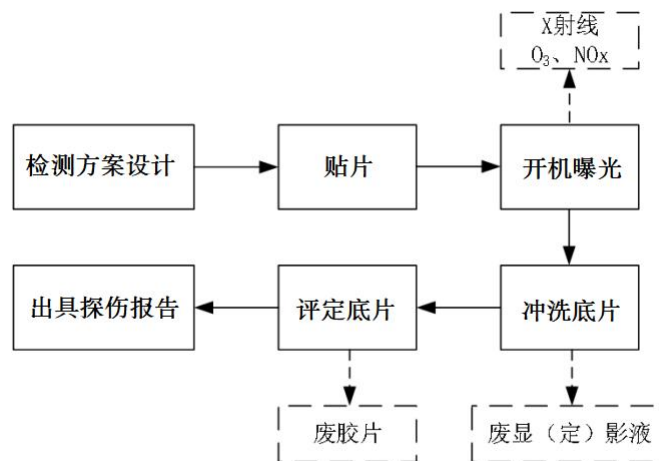 X射线
O₃、NOx
检测方案设计
贴片
开机曝光
出具探伤报告
评定底片
冲洗底片
废胶片
废显（定）影液